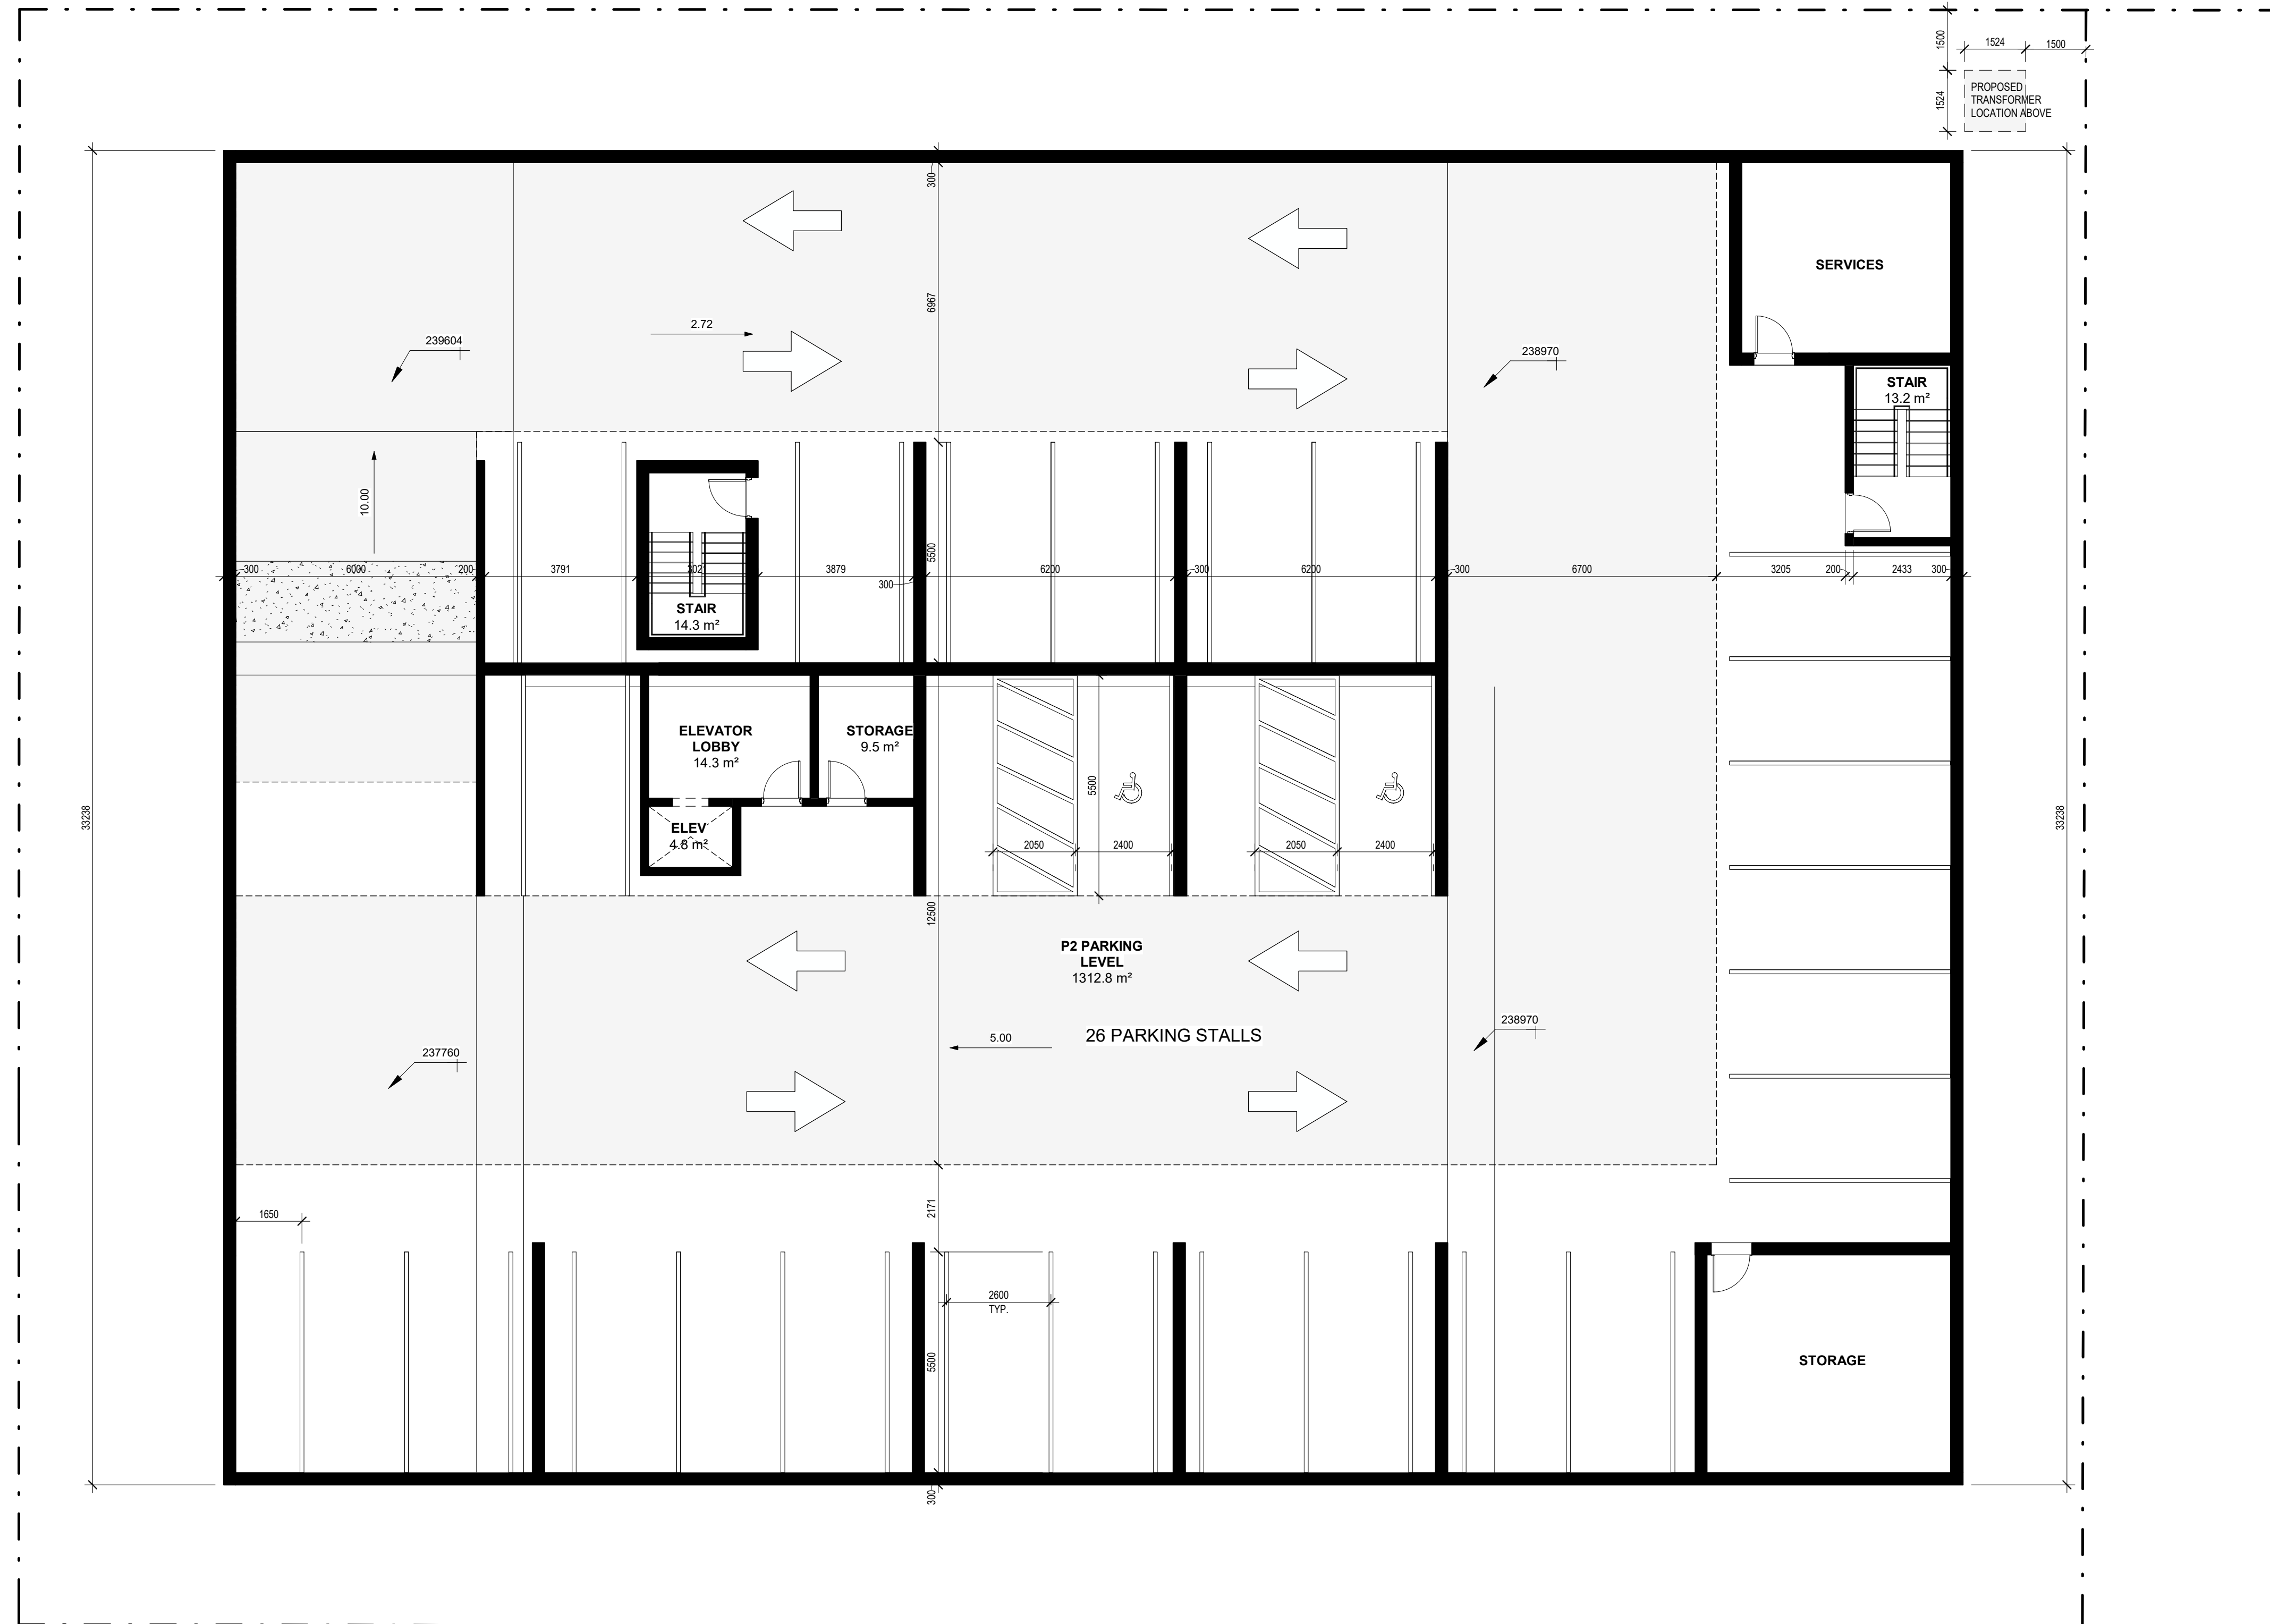 1500
1524
1500
1524
PROPOSED
TRANSFORMER
LOCATION ABOVE
300
SERVICES
6967
2.72
239604
238970
STAIR
13.2 m²
10.00
5500
300
6000
200
3791
3879
300
6200
300
6200
300
6700
3205
200
2433
300
STAIR
14.3 m²
ELEVATOR
LOBBY
14.3 m²
STORAGE
9.5 m²
5500
33238
33238
ELEV
4.8 m²
2050
2400
2050
2400
12500
P2 PARKING
LEVEL
1312.8 m²
238970
26 PARKING STALLS
5.00
237760
2171
1650
2600
TYP.
5500
STORAGE
300